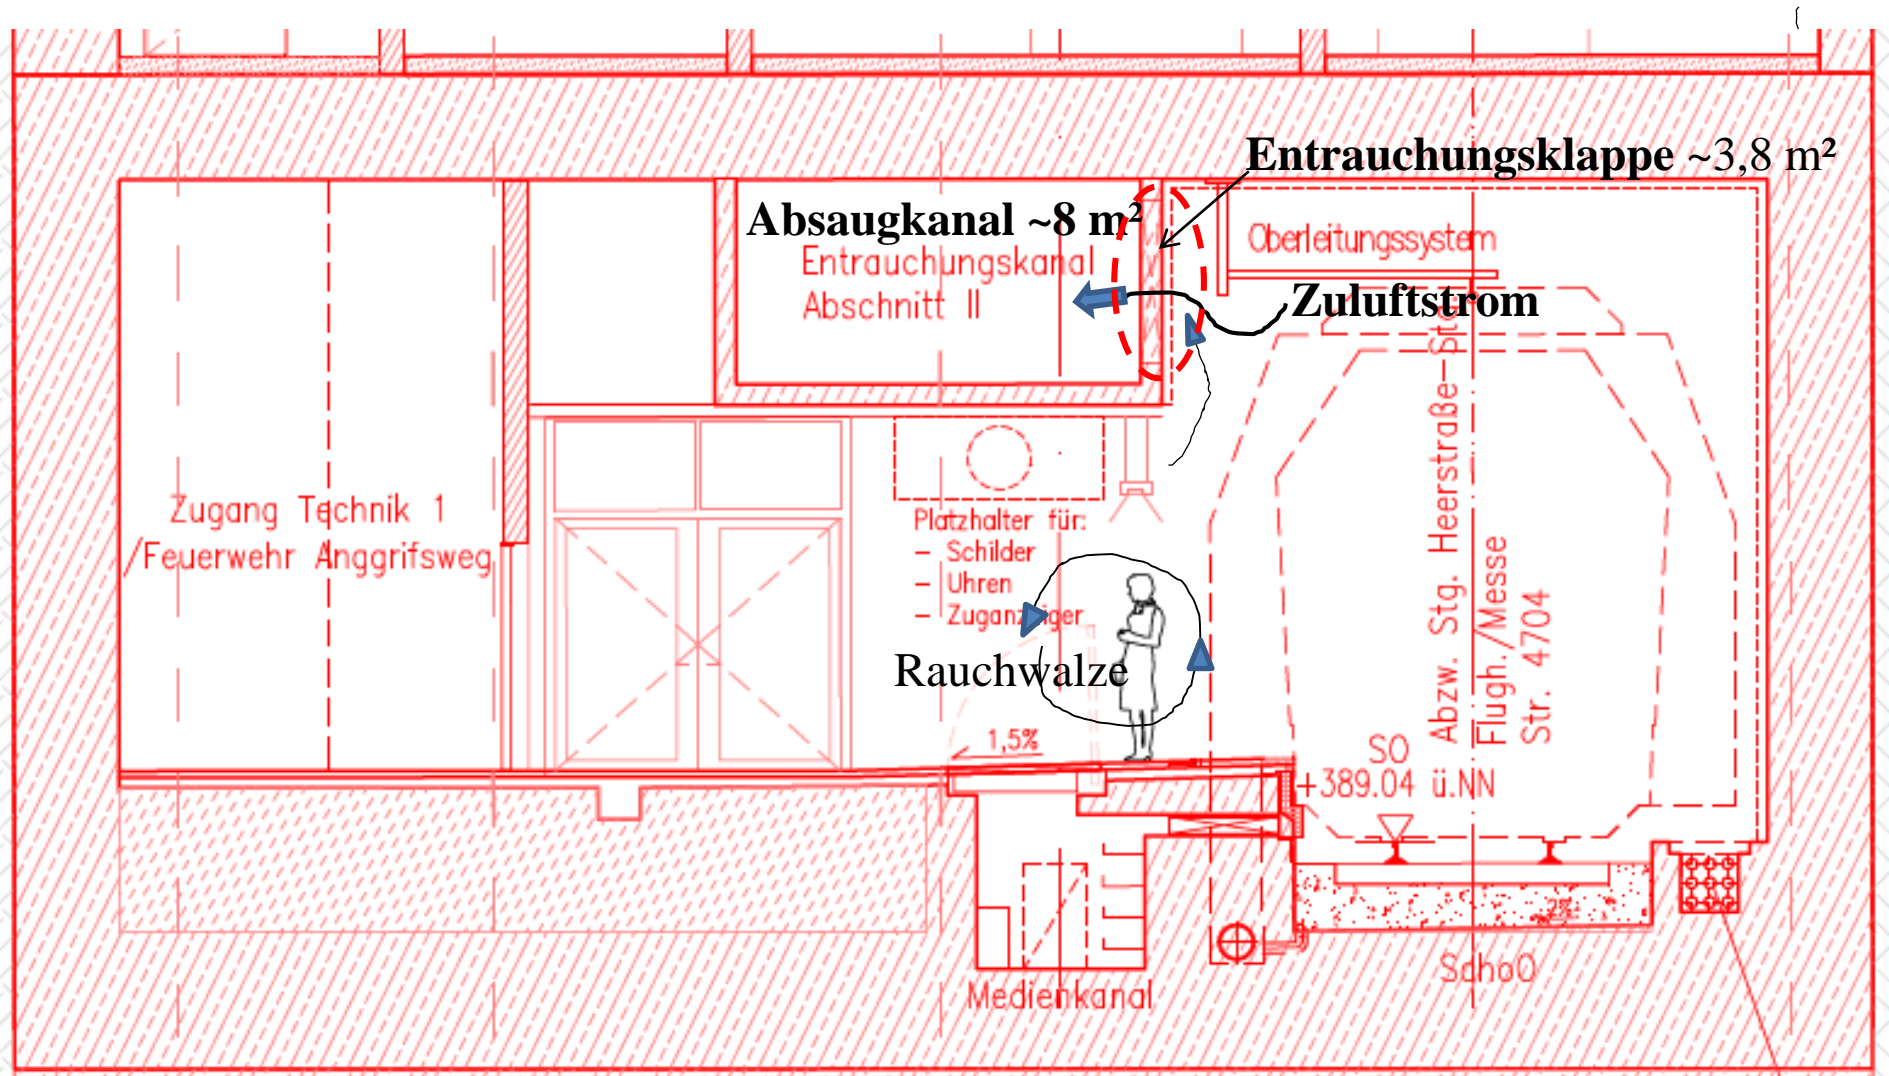 Entrauchungsklappe ~3,8 m²
Absaugkanal ~8 m²
Oberleitungssystem
Entrauchungskanal
Abschnitt II
Zuluftstrom
Zugang Technik 1
/Feuerwehr Anggrifsweg
Platzhalter für:
- Schilder
- Uhren
- Zuganzeiger
Rauchwalze
1,5%
Abzw. Stg. Heerstraße-Stg.
Flugh./Messe
Str. 4704
SO
+389.04 ü.NN
2%
SchoO
Medienkanal